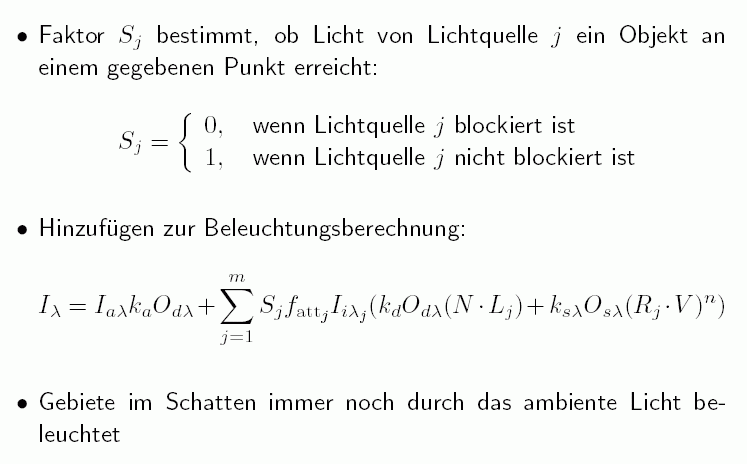 • Faktor $S_j$ bestimmt, ob Licht von Lichtquelle $j$ ein Objekt an
einem gegebenen Punkt erreicht:
$S_j = \begin{cases} 0, & \text{wenn Lichtquelle } j \text{ blockiert ist} \\ 1, & \text{wenn Lichtquelle } j \text{ nicht blockiert ist} \end{cases}$
• Hinzufügen zur Beleuchtungsberechnung:
$I_\lambda = I_{a\lambda} k_a O_{d\lambda} + \sum_{j=1}^{m} S_j f_{\text{att}_j} I_{i\lambda_j} (k_d O_{d\lambda} (N \cdot L_j) + k_{s\lambda} O_{s\lambda} (R_j \cdot V)^n)$
• Gebiete im Schatten immer noch durch das ambiente Licht be-
leuchtet